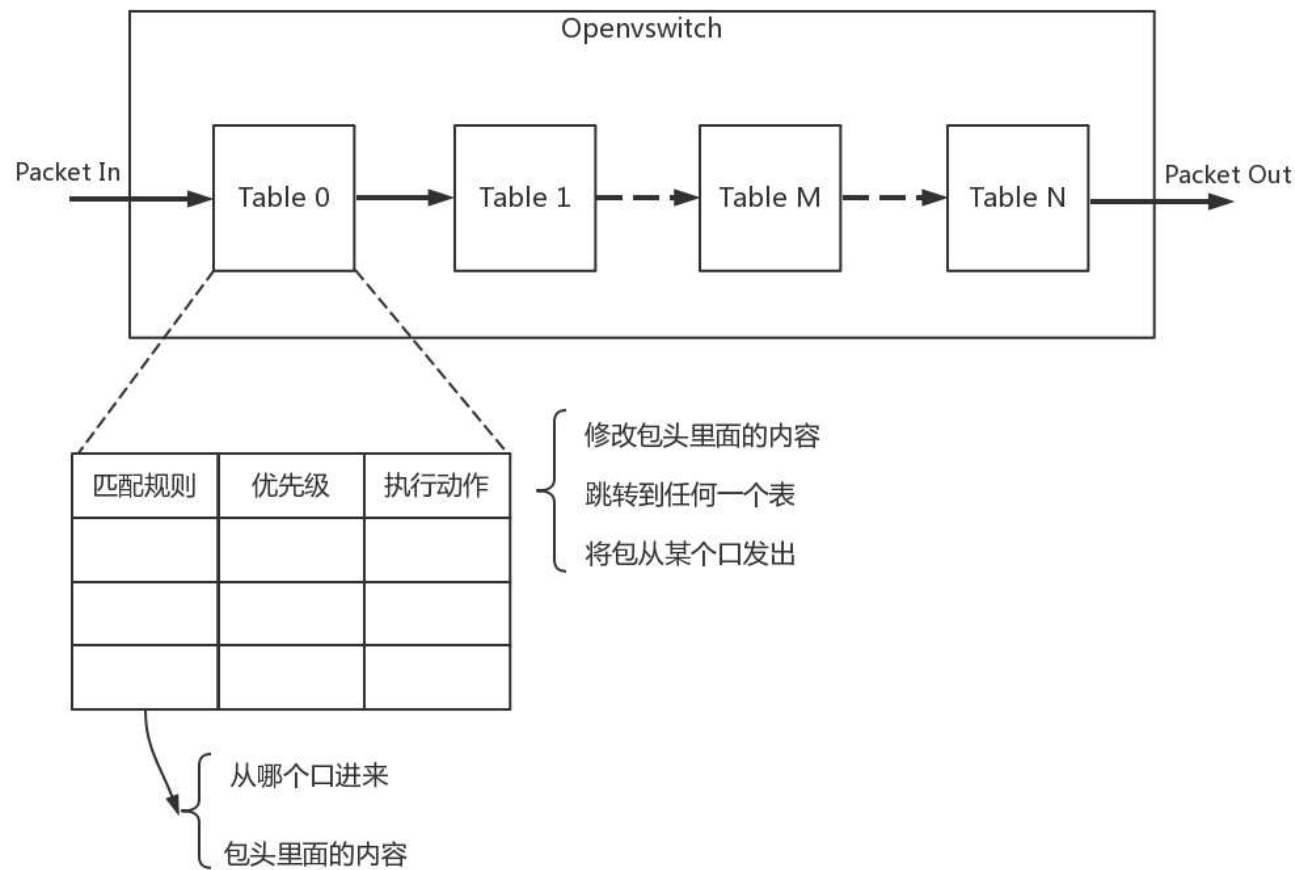 Openvswitch
Packet In
Table 0
Table 1
Table M
Table N
Packet Out
匹配规则
优先级
执行动作
修改包头里面的内容
跳转到任何一个表
将包从某个口发出
从哪个口进来
包头里面的内容